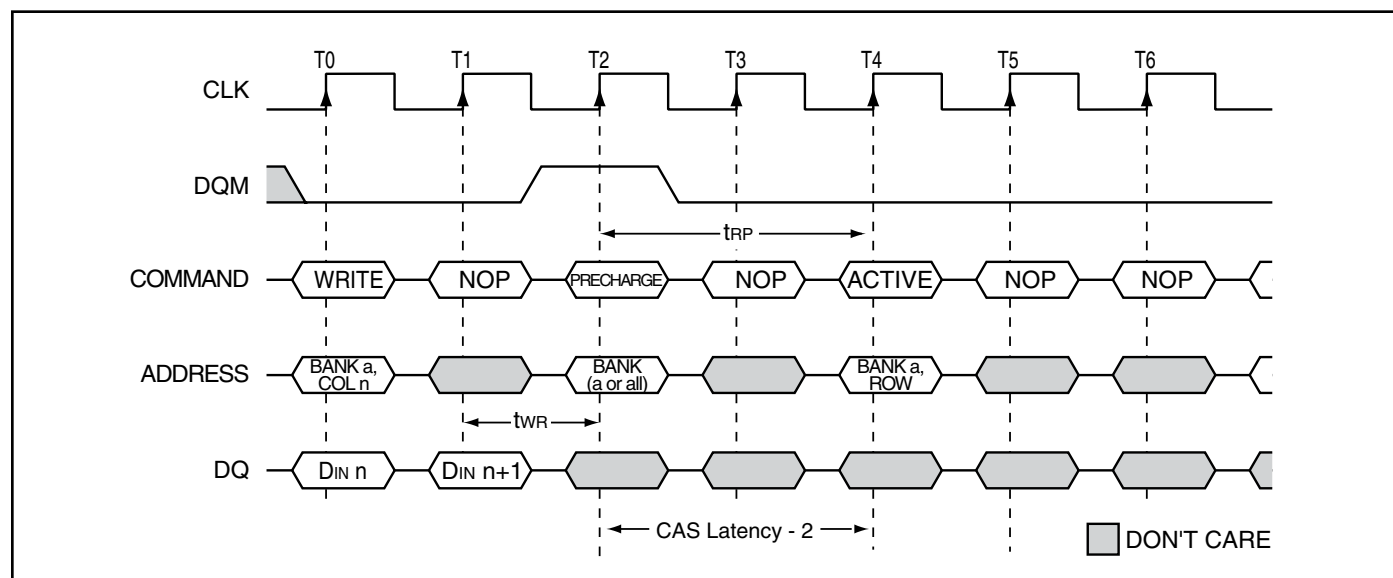 T0 T1 T2 T3 T4 T5 T6
CLK
DQM
tRP
COMMAND WRITE NOP PRECHARGE NOP ACTIVE NOP NOP
ADDRESS BANK a, COL n BANK (a or all) BANK a, ROW
tWR
DQ DIN n DIN n+1
CAS Latency - 2
DON'T CARE